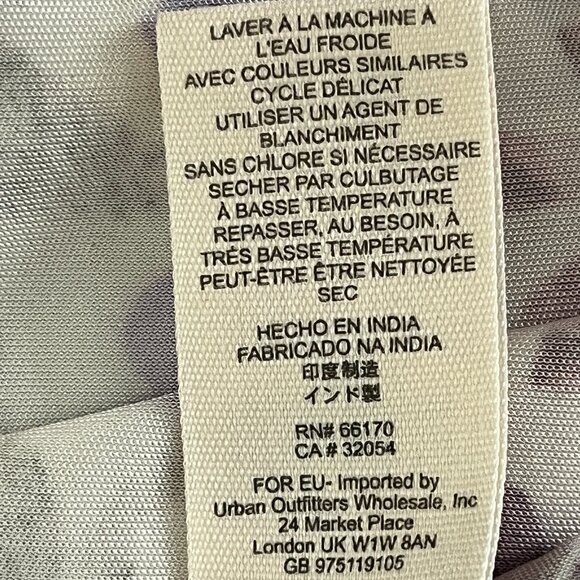 LAVER À LA MACHINE À
L'EAU FROIDE
AVEC COULEURS SIMILAIRES
CYCLE DÉLICAT
UTILISER UN AGENT DE
BLANCHIMENT
SANS CHLORE SI NÉCESSAIRE
SECHER PAR CULBUTAGE
À BASSE TEMPERATURE
REPASSER, AU BESOIN, À
TRÈS BASSE TEMPÉRATURE
PEUT-ÊTRE ÊTRE NETTOYÉE
SEC
HECHO EN INDIA
FABRICADO NA INDIA
印度制造
インド製
RN# 66170
CA # 32054
FOR EU- Imported by
Urban Outfitters Wholesale, Inc
24 Market Place
London UK W1W 8AN
GB 975119105